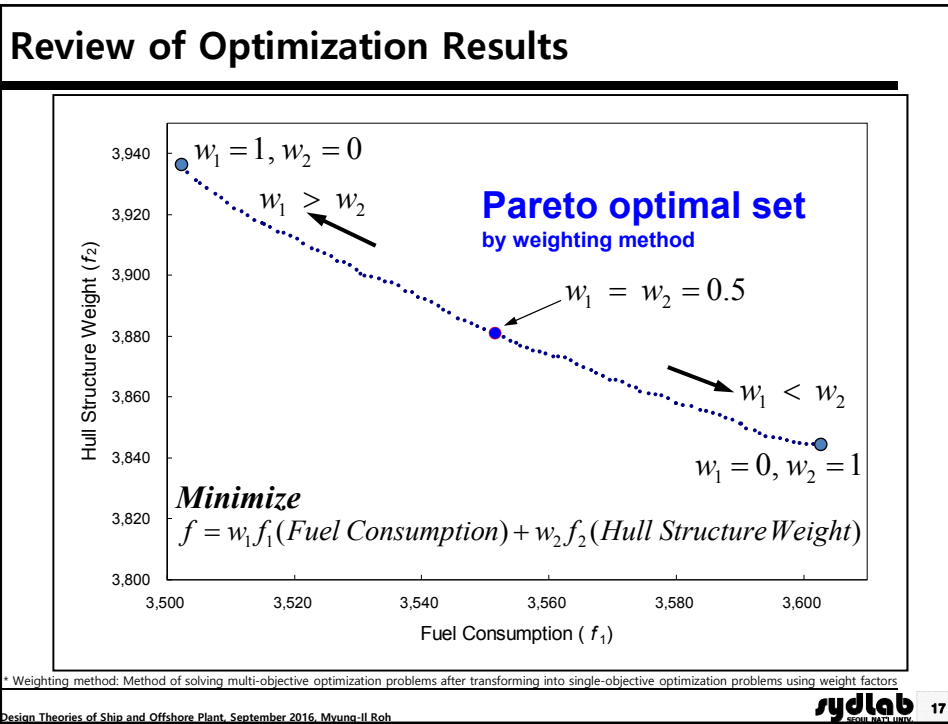 Review of Optimization Results
3,940
3,920
3,900
3,880
3,860
3,840
3,820
3,800
Hull Structure Weight (f₂)
w₁ = 1, w₂ = 0
w₁ > w₂
Pareto optimal set
by weighting method
w₁ = w₂ = 0.5
w₁ < w₂
w₁ = 0, w₂ = 1
Minimize
f = w₁f₁(Fuel Consumption) + w₂f₂(Hull Structure Weight)
3,500 3,520 3,540 3,560 3,580 3,600
Fuel Consumption ( f₁)
* Weighting method: Method of solving multi-objective optimization problems after transforming into single-objective optimization problems using weight factors
Design Theories of Ship and Offshore Plant, September 2016, Myung-Il Roh
sydlab 17
SEOUL NAT'L UNIV.